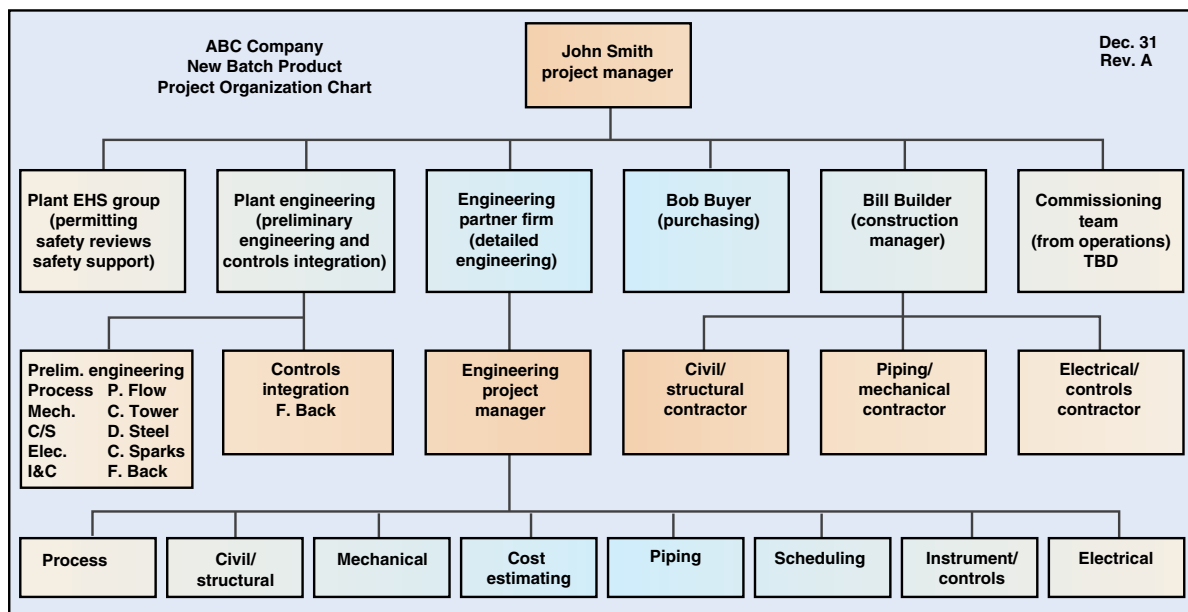 ABC Company
New Batch Product
Project Organization Chart
John Smith
project manager
Dec. 31
Rev. A
Plant EHS group
(permitting
safety reviews
safety support)
Plant engineering
(preliminary
engineering and
controls integration)
Engineering
partner firm
(detailed
engineering)
Bob Buyer
(purchasing)
Bill Builder
(construction
manager)
Commissioning
team
(from operations)
TBD
Prelim. engineering
Process P. Flow
Mech. C. Tower
C/S D. Steel
Elec. C. Sparks
I&C F. Back
Controls
integration
F. Back
Engineering
project
manager
Civil/
structural
contractor
Piping/
mechanical
contractor
Electrical/
controls
contractor
Process
Civil/
structural
Mechanical
Cost
estimating
Piping
Scheduling
Instrument/
controls
Electrical